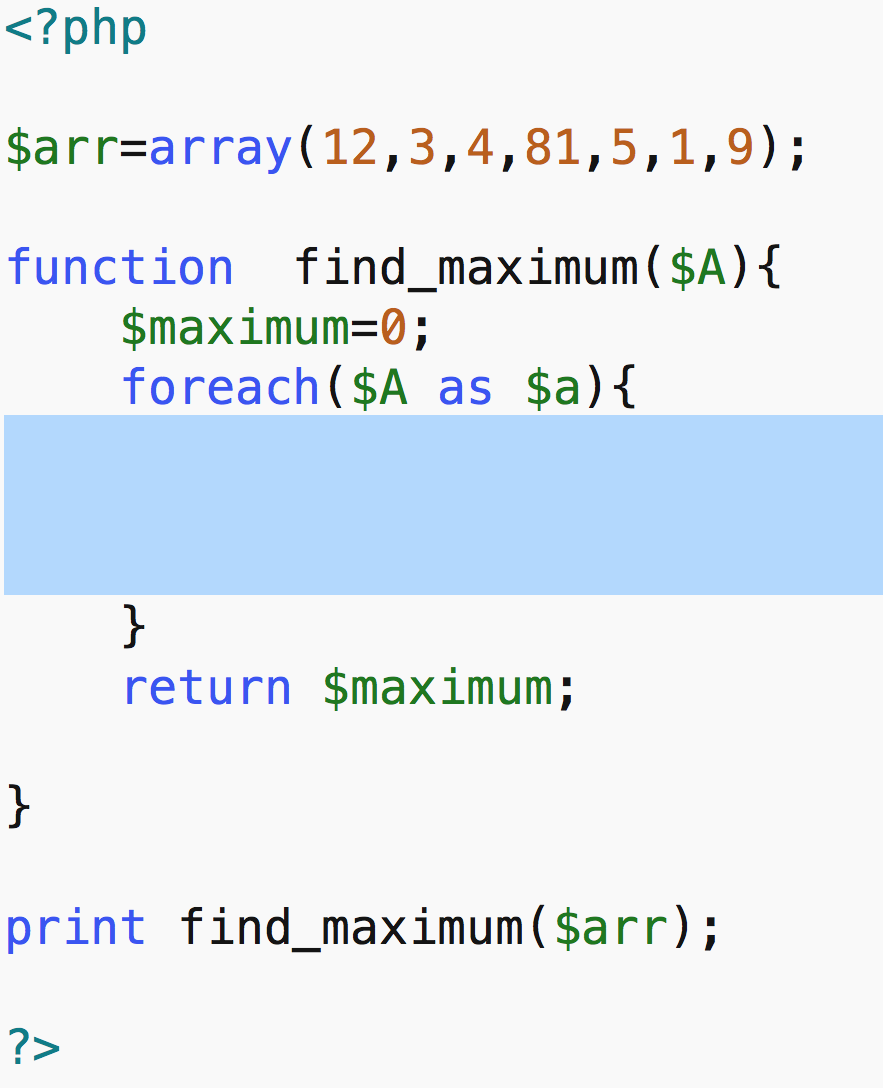 <?php
$arr=array(12,3,4,81,5,1,9);
function  find_maximum($A){
    $maximum=0;
    foreach($A as $a){
    }
    return $maximum;
}
print find_maximum($arr);
?>